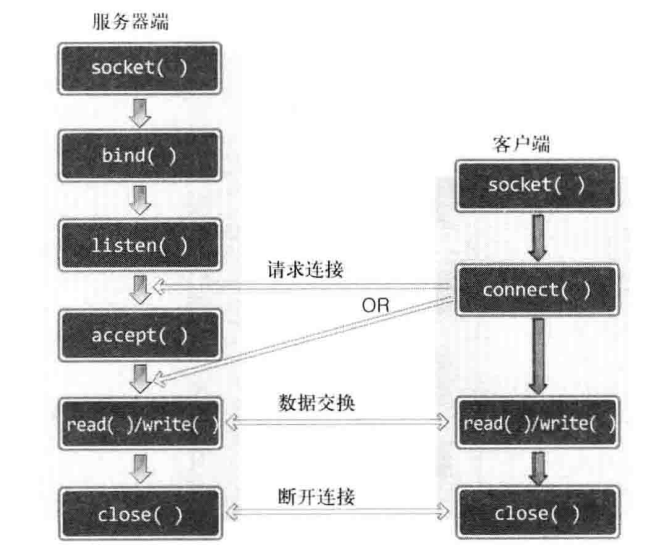 服务器端
socket( )
bind( )
listen( )
accept( )
read( )/write( )
close( )
请求连接
OR
数据交换
断开连接
客户端
socket( )
connect( )
read( )/write( )
close( )